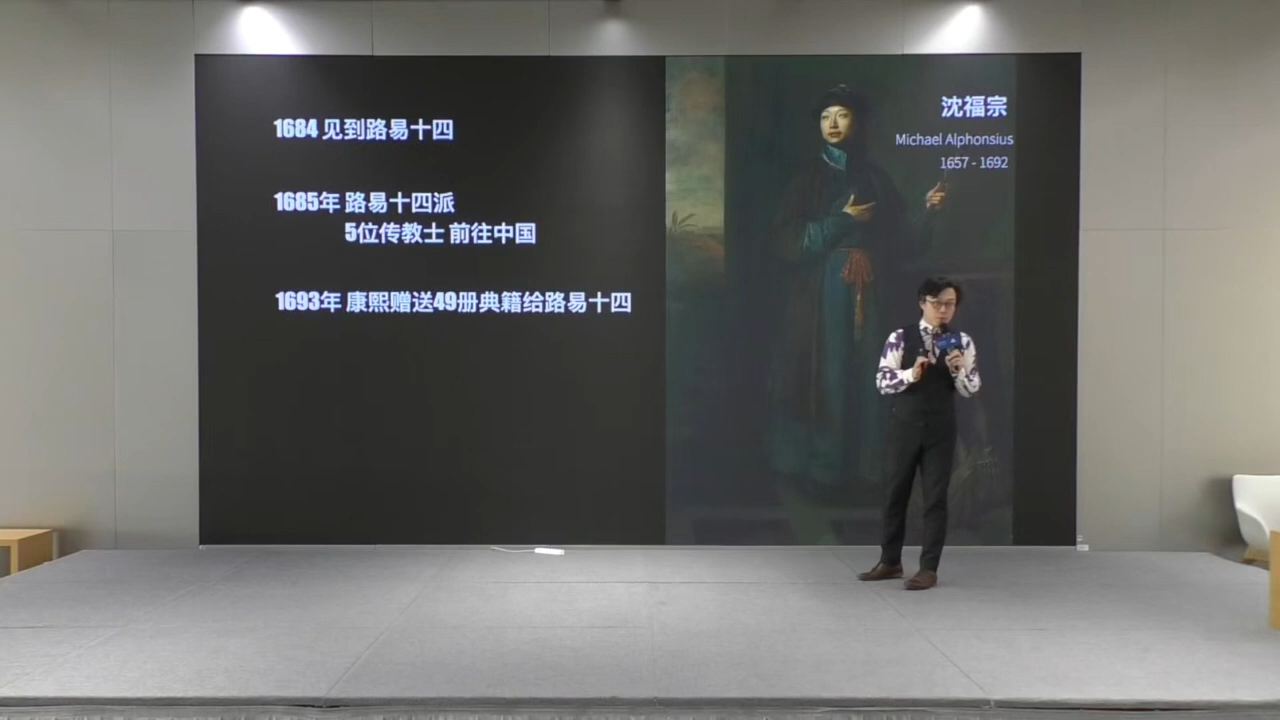 1684 见到路易十四
1685年 路易十四派
5位传教士 前往中国
1693年 康熙赠送49册典籍给路易十四
沈福宗
Michael Alphonsius
1657 - 1692